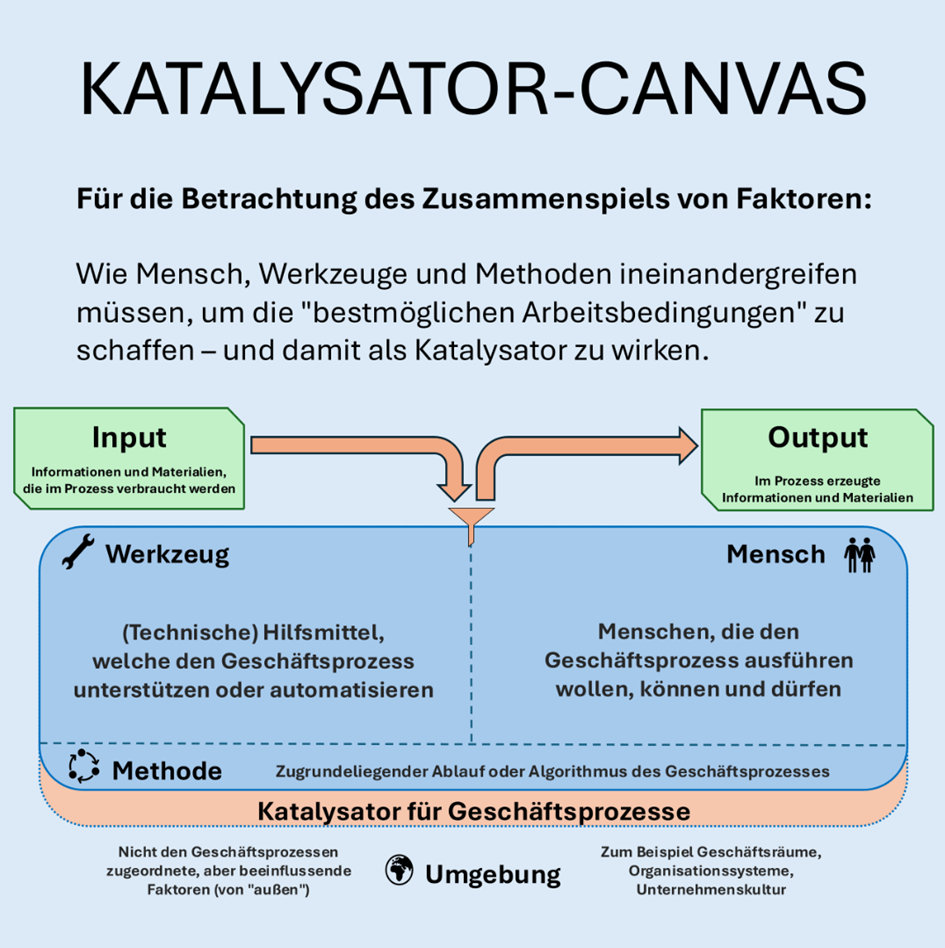 KATALYSATOR-CANVAS
Für die Betrachtung des Zusammenspiels von Faktoren:
Wie Mensch, Werkzeuge und Methoden ineinandergreifen
müssen, um die "bestmöglichen Arbeitsbedingungen" zu
schaffen – und damit als Katalysator zu wirken.
Input
Informationen und Materialien,
die im Prozess verbraucht werden
Output
Im Prozess erzeugte
Informationen und Materialien
Werkzeug
(Technische) Hilfsmittel,
welche den Geschäftsprozess
unterstützen oder automatisieren
Mensch
Menschen, die den
Geschäftsprozess ausführen
wollen, können und dürfen
Methode
Zugrundeliegender Ablauf oder Algorithmus des Geschäftsprozesses
Katalysator für Geschäftsprozesse
Nicht den Geschäftsprozessen
zugeordnete, aber beeinflussende
Faktoren (von "außen")
Umgebung
Zum Beispiel Geschäftsräume,
Organisationssysteme,
Unternehmenskultur